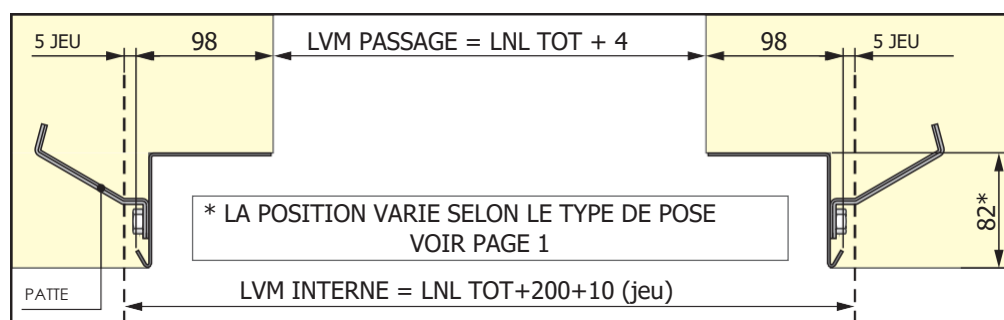 5 JEU
98
LVM PASSAGE = LNL TOT + 4
98
5 JEU
* LA POSITION VARIE SELON LE TYPE DE POSE
VOIR PAGE 1
82*
PATTE
LVM INTERNE = LNL TOT+200+10 (jeu)